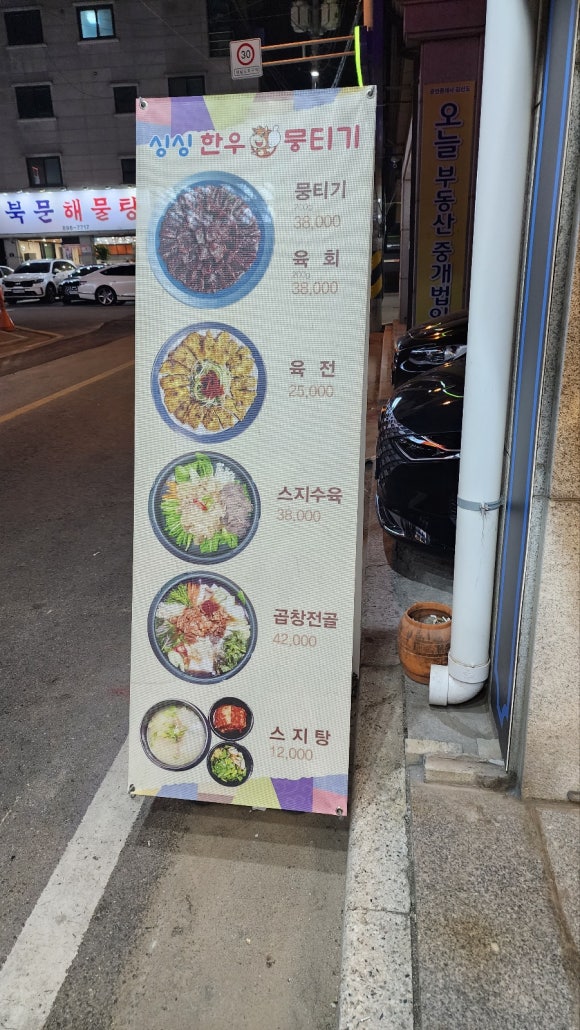 싱싱 한우 뭉티기
뭉티기
38,000
육 회
200g
38,000
육 전
25,000
스지수육
38,000
곱창전골
42,000
스 지 탕
12,000
30
북문해물탕
오늘 부동산 중개법인